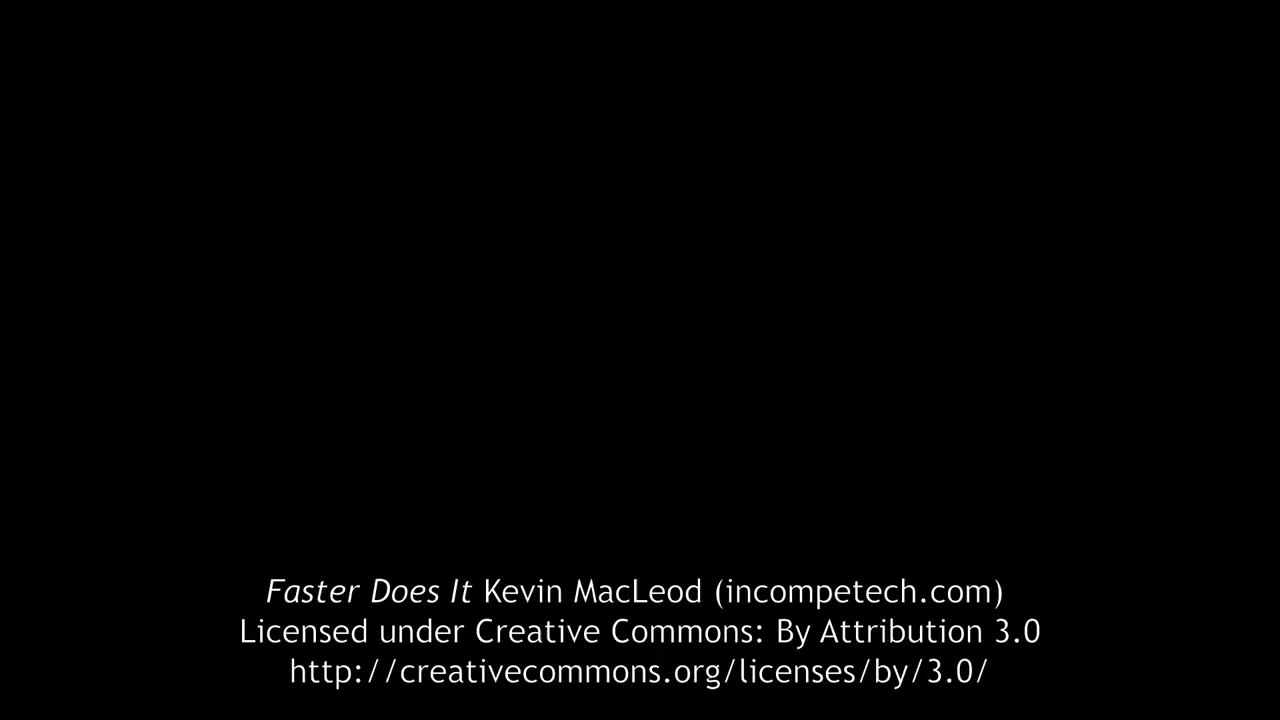 Faster Does It Kevin MacLeod (incompetech.com)
Licensed under Creative Commons: By Attribution 3.0
http://creativecommons.org/licenses/by/3.0/